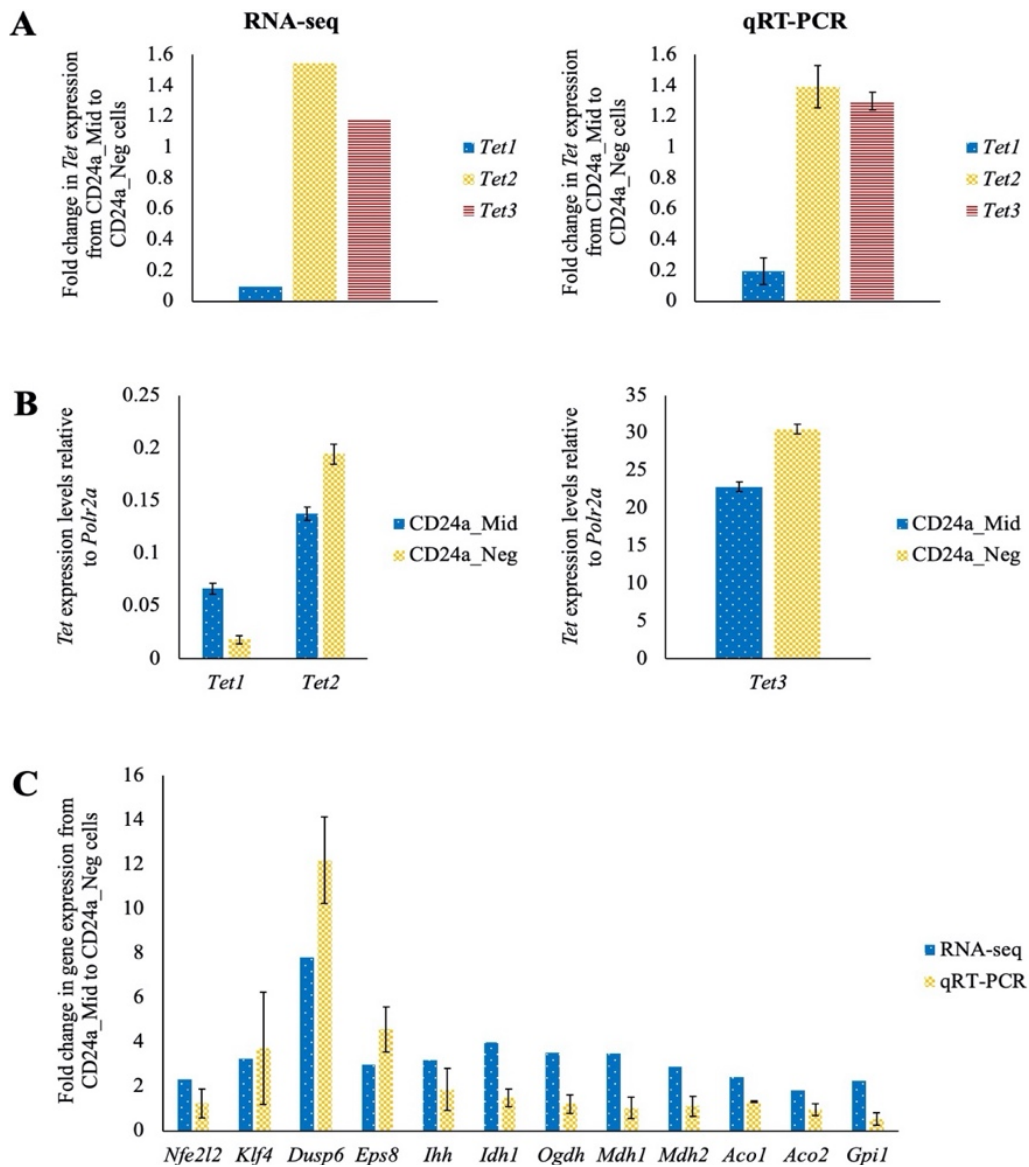 A
RNA-seq
Fold change in Tet expression
from CD24a_Mid to
CD24a_Neg cells
1.6
1.4
1.2
1
0.8
0.6
0.4
0.2
0
Tet1
Tet2
Tet3
qRT-PCR
Fold change in Tet expression
from CD24a_Mid to
CD24a_Neg cells
1.6
1.4
1.2
1
0.8
0.6
0.4
0.2
0
Tet1
Tet2
Tet3
B
Tet expression levels relative
to Polr2a
0.25
0.2
0.15
0.1
0.05
0
Tet1 Tet2
CD24a_Mid
CD24a_Neg
Tet expression levels relative
to Polr2a
35
30
25
20
15
10
5
0
Tet3
CD24a_Mid
CD24a_Neg
C
Fold change in gene expression from
CD24a_Mid to CD24a_Neg cells
16
14
12
10
8
6
4
2
0
Nfe2l2 Klf4 Dusp6 Eps8 Ihh Idh1 Ogdh Mdh1 Mdh2 Aco1 Aco2 Gpi1
RNA-seq
qRT-PCR